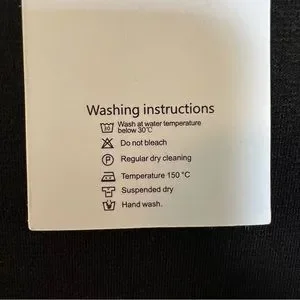 Washing instructions
30 Wash at water temperature
below 30℃
Do not bleach
P Regular dry cleaning
Temperature 150 °C
Suspended dry
Hand wash.